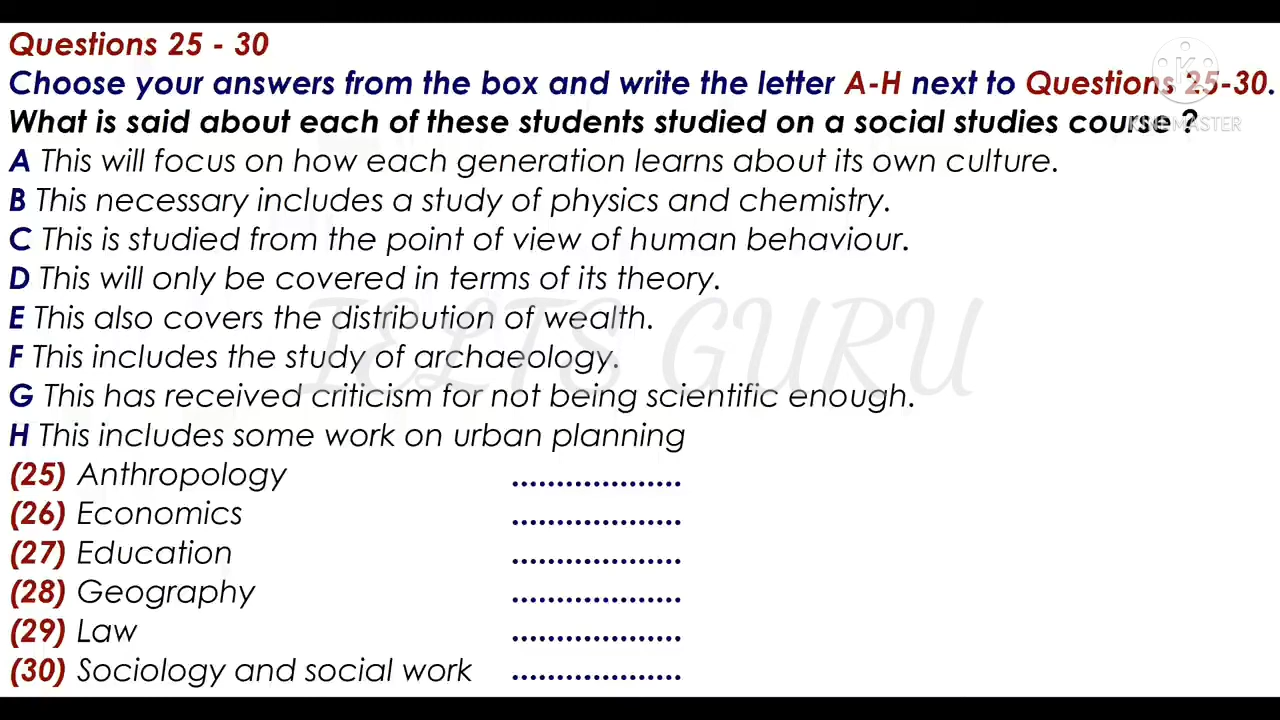 Questions 25 - 30
Choose your answers from the box and write the letter A-H next to Questions 25-30.
What is said about each of these students studied on a social studies course ?
A This will focus on how each generation learns about its own culture.
B This necessary includes a study of physics and chemistry.
C This is studied from the point of view of human behaviour.
D This will only be covered in terms of its theory.
E This also covers the distribution of wealth.
F This includes the study of archaeology.
G This has received criticism for not being scientific enough.
H This includes some work on urban planning
(25) Anthropology ...................
(26) Economics ...................
(27) Education ...................
(28) Geography ...................
(29) Law ...................
(30) Sociology and social work ...................
IELTS GURU
KINEMASTER